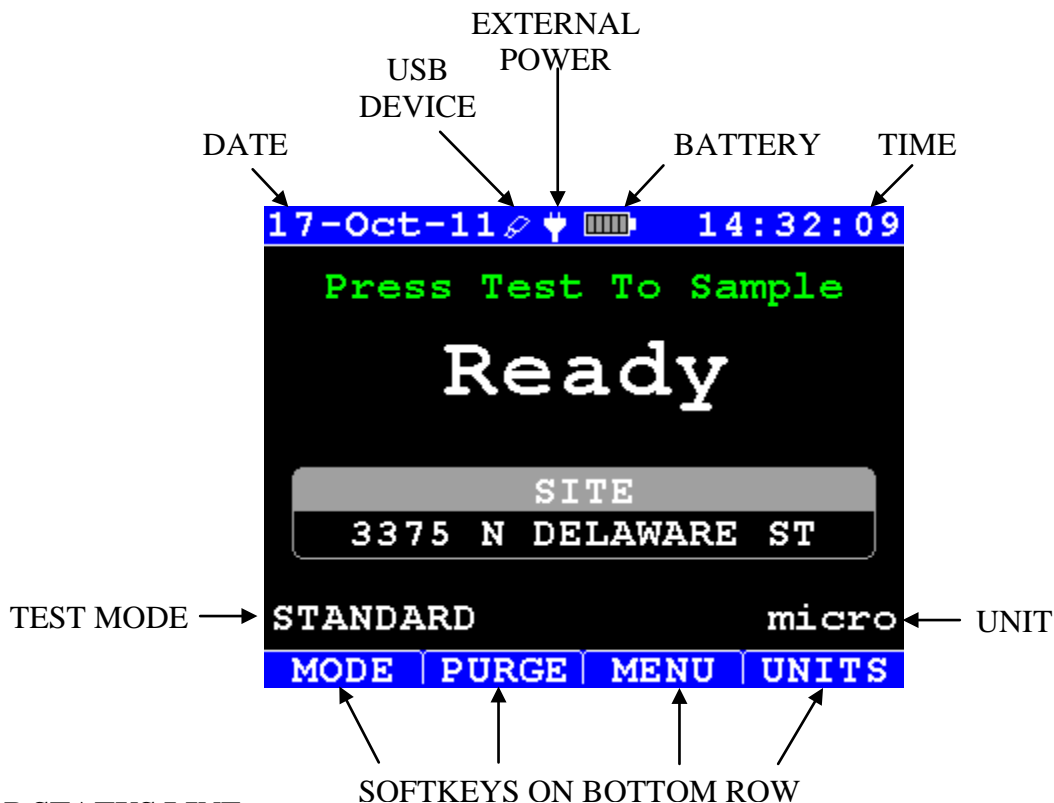 EXTERNAL
POWER
USB
DEVICE
DATE
BATTERY
TIME
17-Oct-11 14:32:09
Press Test To Sample
Ready
SITE
3375 N DELAWARE ST
TEST MODE
STANDARD
micro
UNIT
MODE PURGE MENU UNITS
SOFTKEYS ON BOTTOM ROW